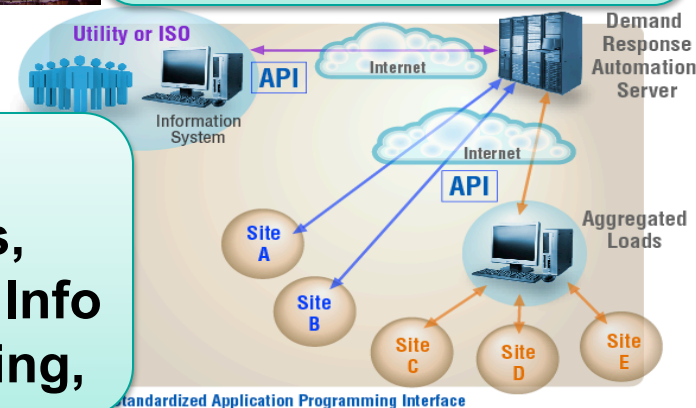 Utility or ISO
API
Internet
Demand
Response
Automation
Server
Information
System
Internet
API
s,
Info
ing,
Site
A
Site
B
Aggregated
Loads
Site
C
Site
D
Site
E
tandardized Application Programming Interface